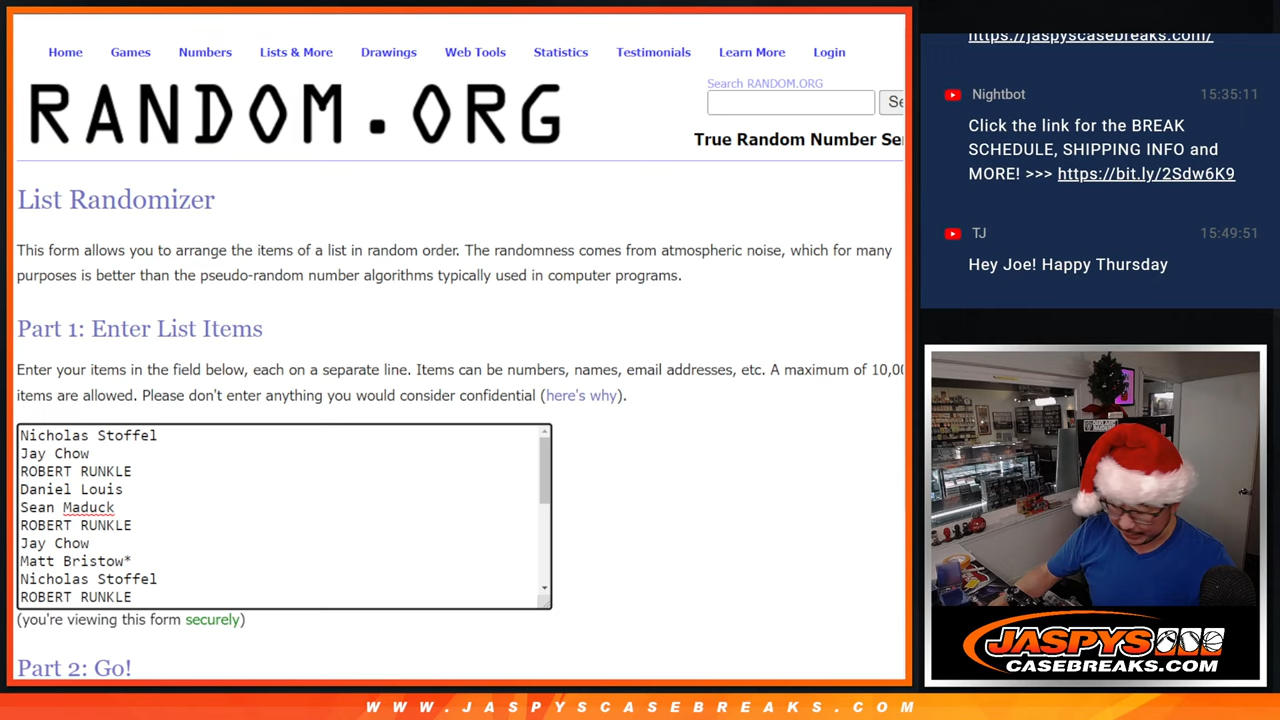 Home Games Numbers Lists & More Drawings Web Tools Statistics Testimonials Learn More Login
RANDOM.ORG
Search RANDOM.ORG
True Random Number Se
List Randomizer
This form allows you to arrange the items of a list in random order. The randomness comes from atmospheric noise, which for many
purposes is better than the pseudo-random number algorithms typically used in computer programs.
Part 1: Enter List Items
Enter your items in the field below, each on a separate line. Items can be numbers, names, email addresses, etc. A maximum of 10,00
items are allowed. Please don't enter anything you would consider confidential (here's why).
Nicholas Stoffel
Jay Chow
ROBERT RUNKLE
Daniel Louis
Sean Maduck
ROBERT RUNKLE
Jay Chow
Matt Bristow*
Nicholas Stoffel
ROBERT RUNKLE
(you're viewing this form securely)
Part 2: Go!
https://jaspyscasebreaks.com/
Nightbot 15:35:11
Click the link for the BREAK
SCHEDULE, SHIPPING INFO and
MORE! >>> https://bit.ly/2Sdw6K9
TJ 15:49:51
Hey Joe! Happy Thursday
JASPYS
CASEBREAKS.COM
WWW.JASPYSCASEBREAKS.COM